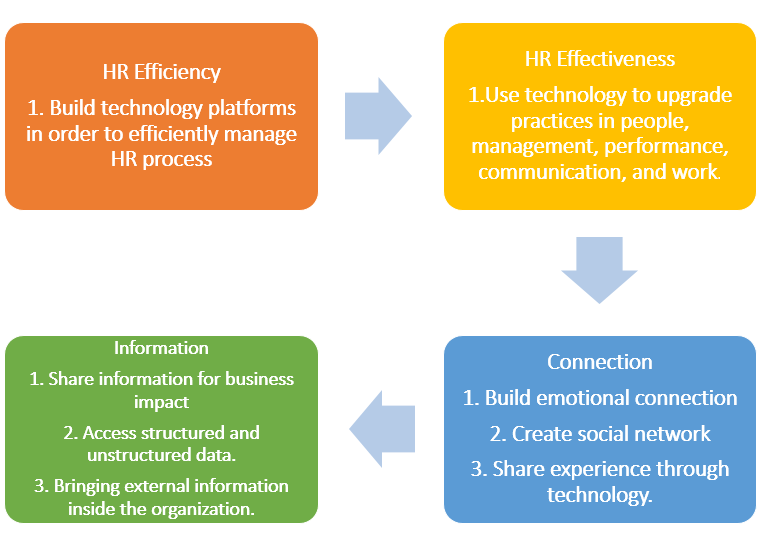 HR Efficiency
1. Build technology platforms
in order to efficiently manage
HR process
HR Effectiveness
1.Use technology to upgrade
practices in people,
management, performance,
communication, and work.
Connection
1. Build emotional connection
2. Create social network
3. Share experience through
technology.
Information
1. Share information for business
impact
2. Access structured and
unstructured data.
3. Bringing external information
inside the organization.